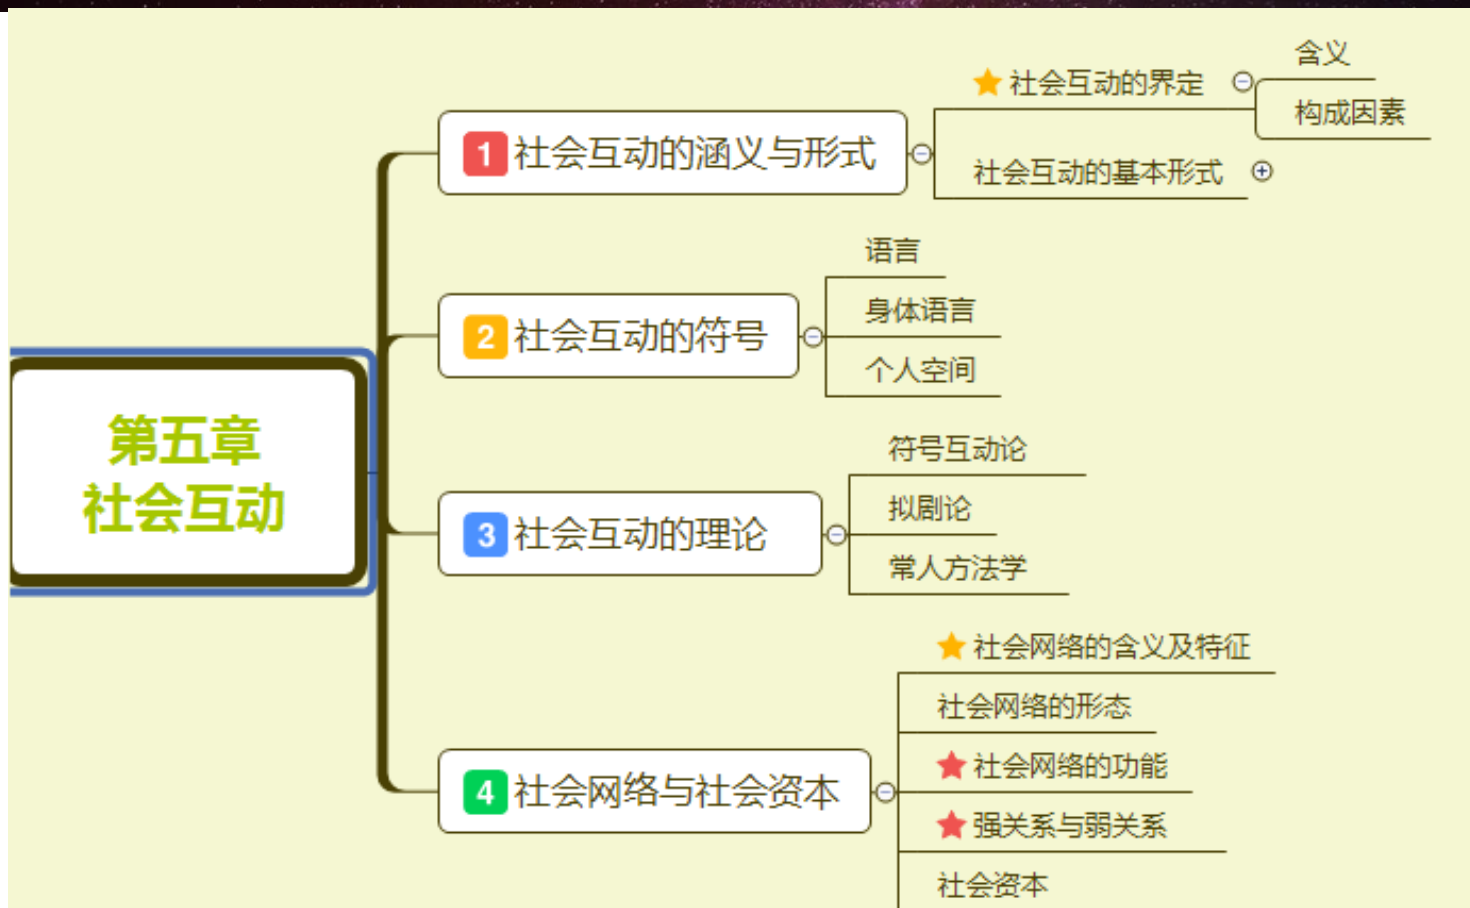 第五章
社会互动
1 社会互动的涵义与形式
社会互动的界定
含义
构成因素
社会互动的基本形式
2 社会互动的符号
语言
身体语言
个人空间
3 社会互动的理论
符号互动论
拟剧论
常人方法学
4 社会网络与社会资本
社会网络的含义及特征
社会网络的形态
社会网络的功能
强关系与弱关系
社会资本